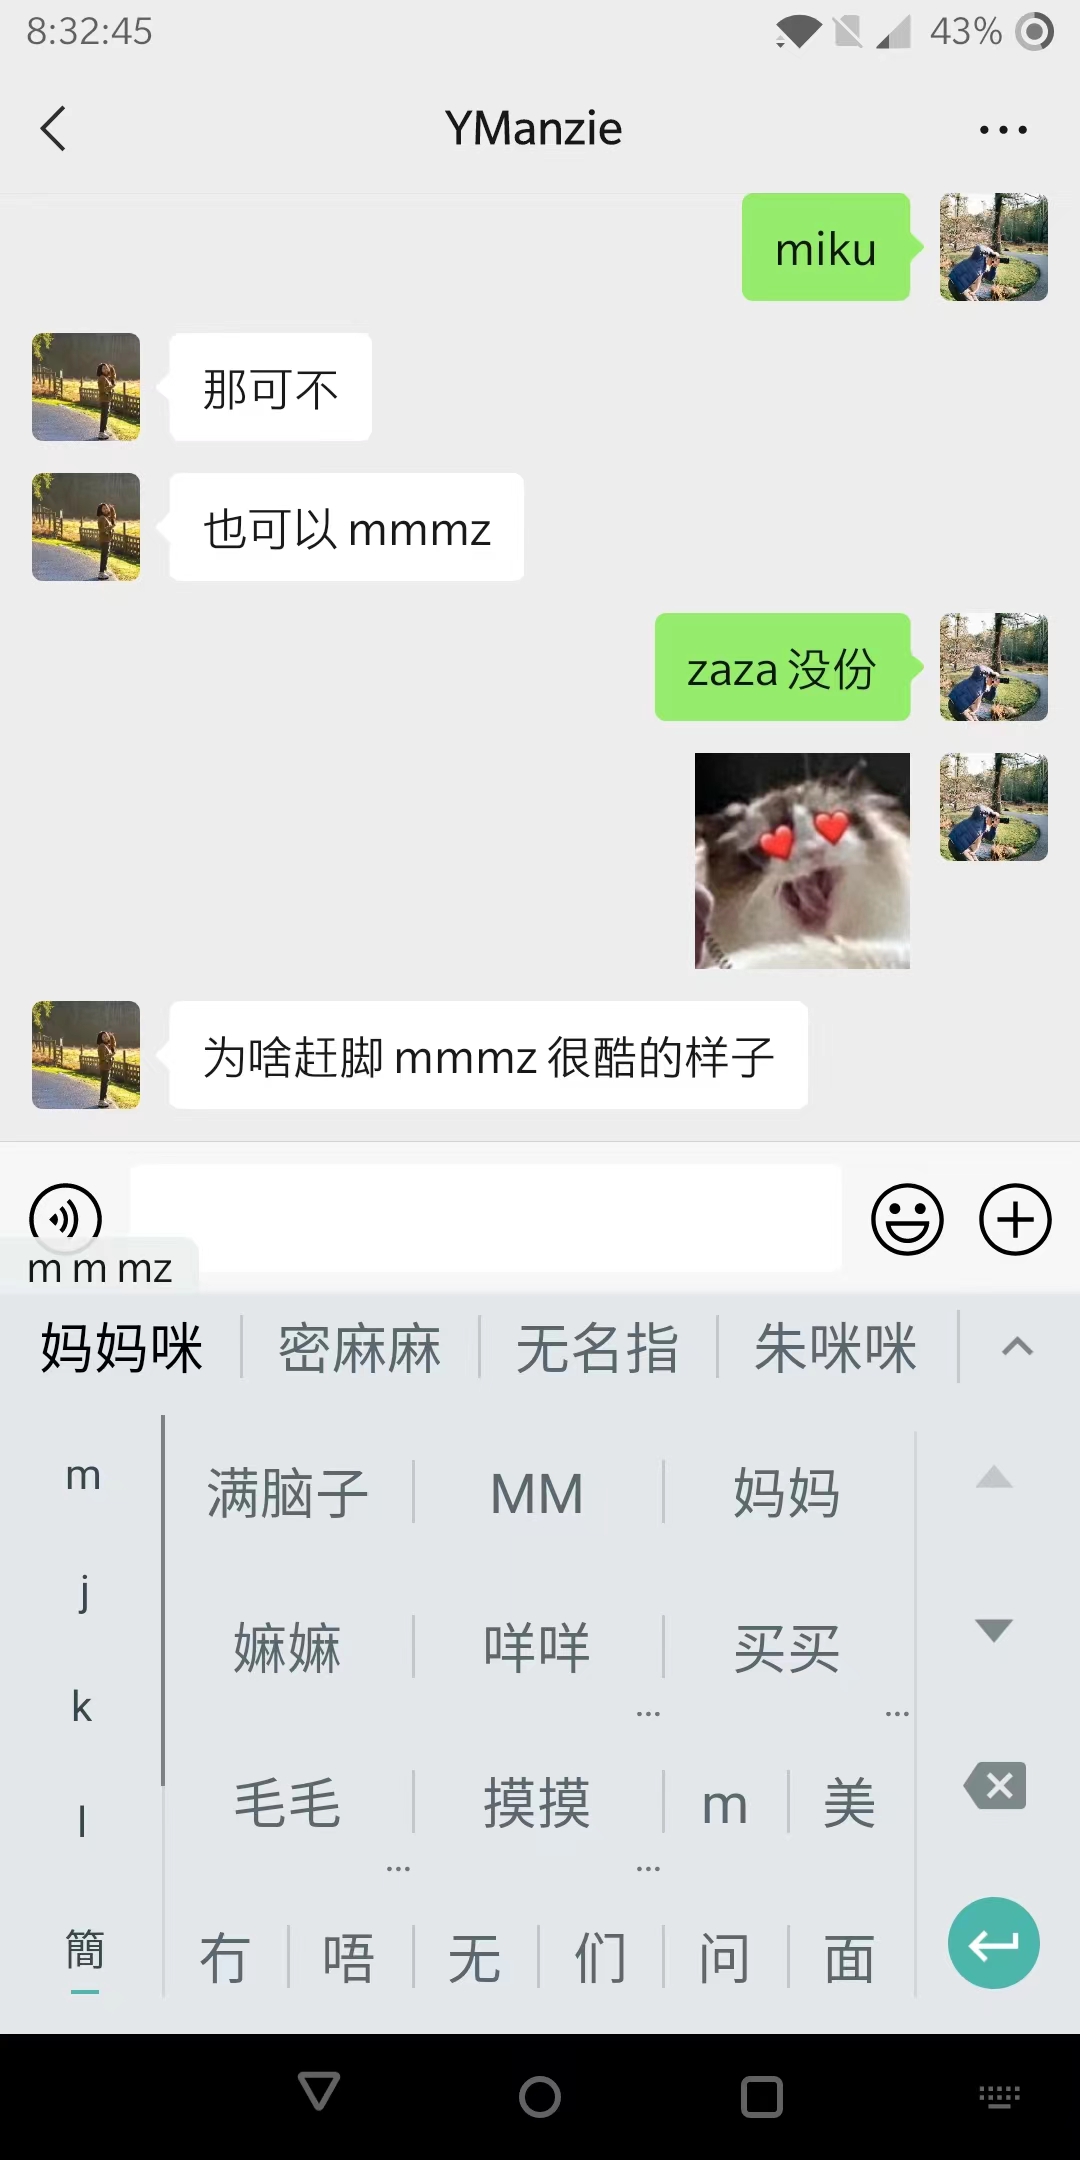 8:32:45 43%
YManzie
miku
那可不
也可以 mmmz
zaza 没份
为啥赶脚 mmmz 很酷的样子
m m mz
妈妈咪 密麻麻 无名指 朱咪咪
m 满脑子 MM 妈妈
j 嫲嫲 咩咩 买买
k
l 毛毛 摸摸 m 美
簡 冇 唔 无 们 问 面